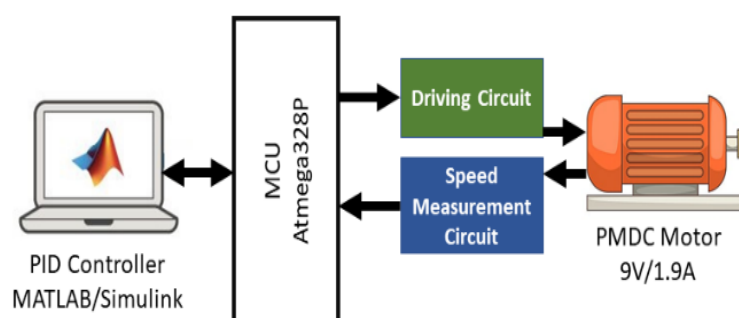 PID Controller
MATLAB/Simulink
MCU
Atmega328P
Driving Circuit
Speed
Measurement
Circuit
PMDC Motor
9V/1.9A